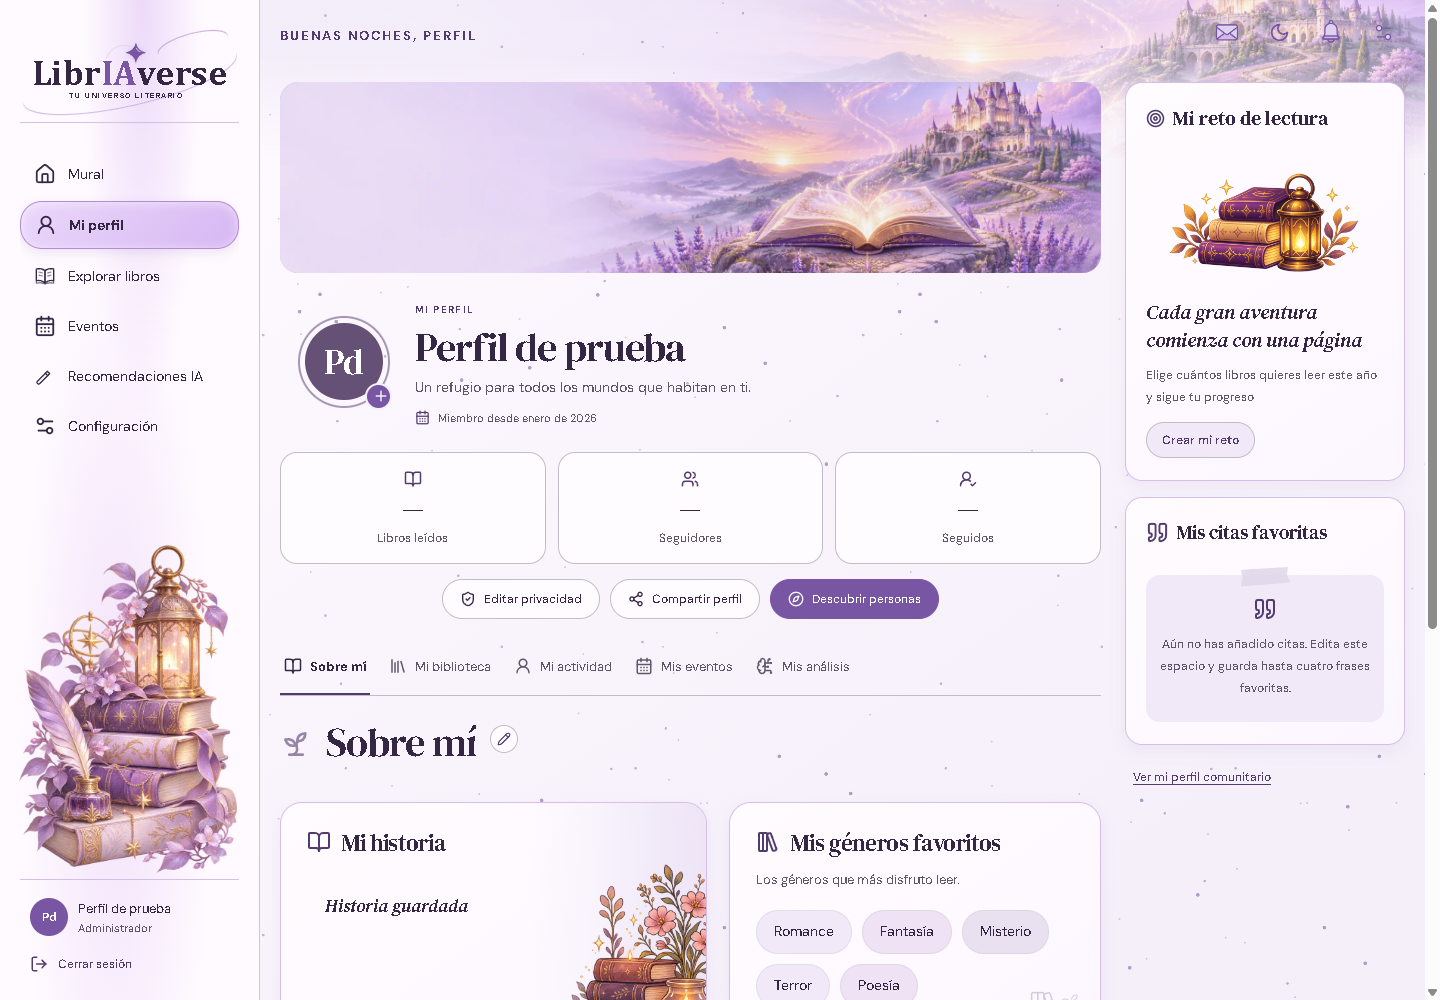 LibrIAverse
TU UNIVERSO LITERARIO
Mural
Mi perfil
Explorar libros
Eventos
Recomendaciones IA
Configuración
Pd
Perfil de prueba
Administrador
Cerrar sesión
BUENAS NOCHES, PERFIL
Pd
MI PERFIL
Perfil de prueba
Un refugio para todos los mundos que habitan en ti.
Miembro desde enero de 2026
—
Libros leídos
—
Seguidores
—
Seguidos
Editar privacidad
Compartir perfil
Descubrir personas
Sobre mí
Mi biblioteca
Mi actividad
Mis eventos
Mis análisis
Sobre mí
Mi historia
Historia guardada
Mis géneros favoritos
Los géneros que más disfruto leer.
Romance
Fantasía
Misterio
Terror
Poesía
Mi reto de lectura
Cada gran aventura
comienza con una página
Elige cuántos libros quieres leer este año
y sigue tu progreso
Crear mi reto
Mis citas favoritas
Aún no has añadido citas. Edita este
espacio y guarda hasta cuatro frases
favoritas.
Ver mi perfil comunitario